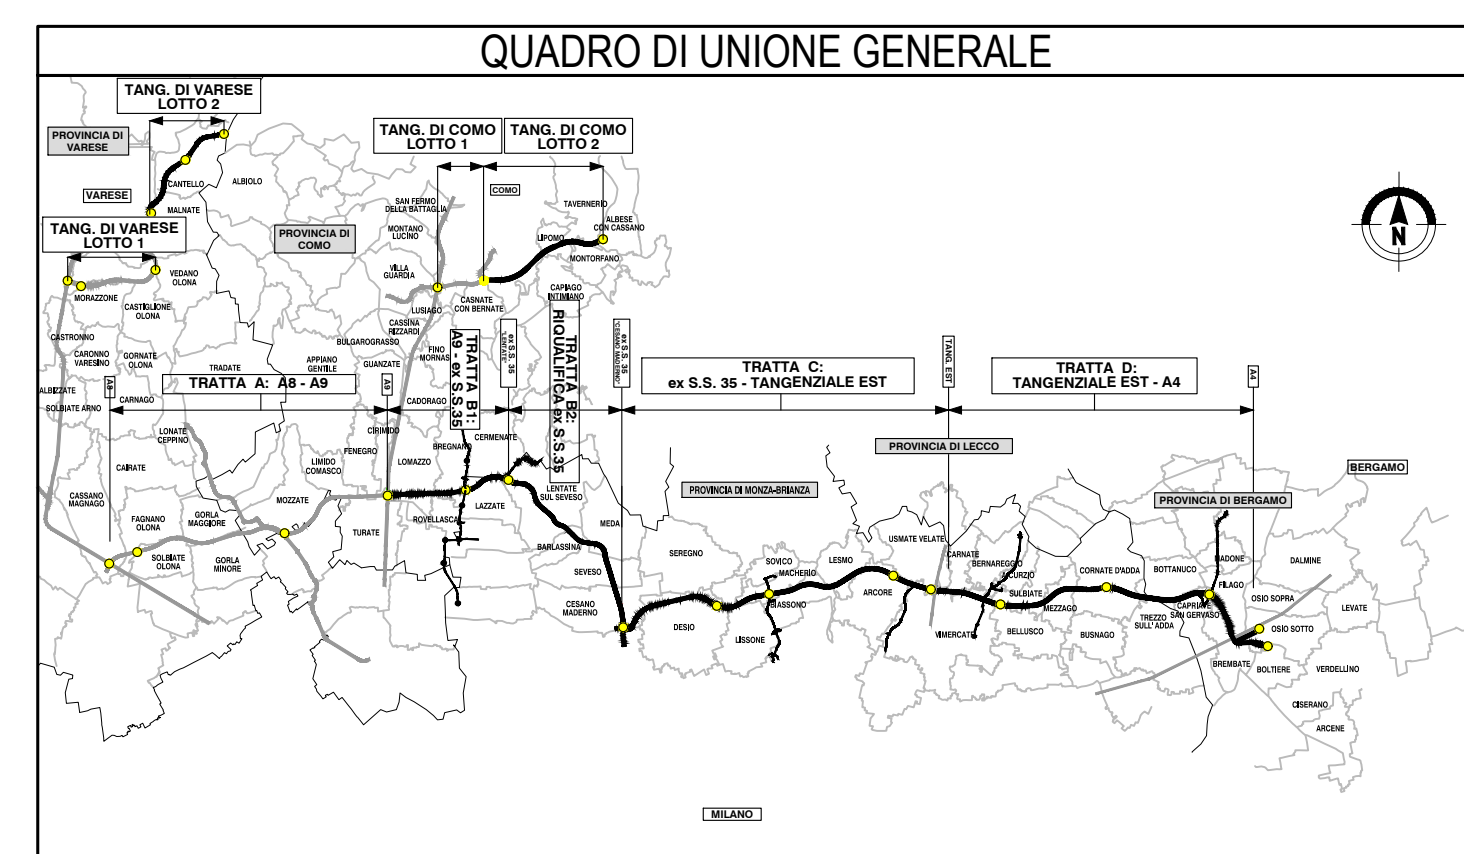 QUADRO DI UNIONE GENERALE
TANG. DI VARESE
LOTTO 2
PROVINCIA DI
VARESE
TANG. DI COMO
LOTTO 1
TANG. DI COMO
LOTTO 2
CANTELLO
ALBIOLO
VARESE
MALNATE
COMO
SAN FERMO
DELLA BATTAGLIA
TAVERNERIO
ALBESE
CON CASSANO
TANG. DI VARESE
LOTTO 1
PROVINCIA DI
COMO
MONTANO
LUCINO
LIPOMO
MONTORFANO
N
VILLA
GUARDIA
VEDANO
OLONA
MORAZZONE
CASTIGLIONE
OLONA
LUSIAGO
CASNATE
CON BERNATE
CAPIAGO
INTIMIANO
CASSINA
RIZZARDI
BULGAROGRASSO
CASTRONNO
CARONNO
VARESINO
GORNATE
OLONA
TRADATE
APPIANO
GENTILE
GUANZATE
FINO
MORNAS
TRATTA B1:
A9 - ex S.S.35
ex S.S. 35
"LENTATE"
TRATTA B2:
RIQUALIFICA ex S.S.35
ex S.S. 35
"CESANO MADERNO"
TRATTA C:
ex S.S. 35 - TANGENZIALE EST
TANG. EST
TRATTA D:
TANGENZIALE EST - A4
A4
A8
TRATTA A: A8 - A9
A9
ALBIZZATE
SOLBIATE ARNO
CARNAGO
CADORAGO
LONATE
CEPPINO
CIRIMIDO
CERMENATE
BREGNANO
FENEGRO
LOMAZZO
LIMIDO
COMASCO
CAIRATE
PROVINCIA DI LECCO
BERGAMO
PROVINCIA DI MONZA-BRIANZA
PROVINCIA DI BERGAMO
CASSANO
MAGNAGO
MOZZATE
LENTATE
SUL SEVESO
LAZZATE
ROVELLASCA
MEDA
FAGNANO
OLONA
GORLA
MAGGIORE
TURATE
SOLBIATE
OLONA
GORLA
MINORE
BARLASSINA
SEVESO
SEREGNO
SOVICO
MACHERIO
LESMO
USMATE VELATE
CARNATE
BERNAREGGIO
CURZIO
SULBIATE
CORNATE D'ADDA
BOTTANUCO
MADONE
DALMINE
FILAGO
CESANO
MADERNO
DESIO
BIASSONO
LISSONE
ARCORE
VIMERCATE
MEZZAGO
BELLUSCO
BUSNAGO
TREZZO
SULL'ADDA
CAPRIATE
SAN GERVASO
OSIO SOPRA
OSIO SOTTO
LEVATE
BREMBATE
BOLTIERE
VERDELLINO
CISERANO
ARCENE
MILANO